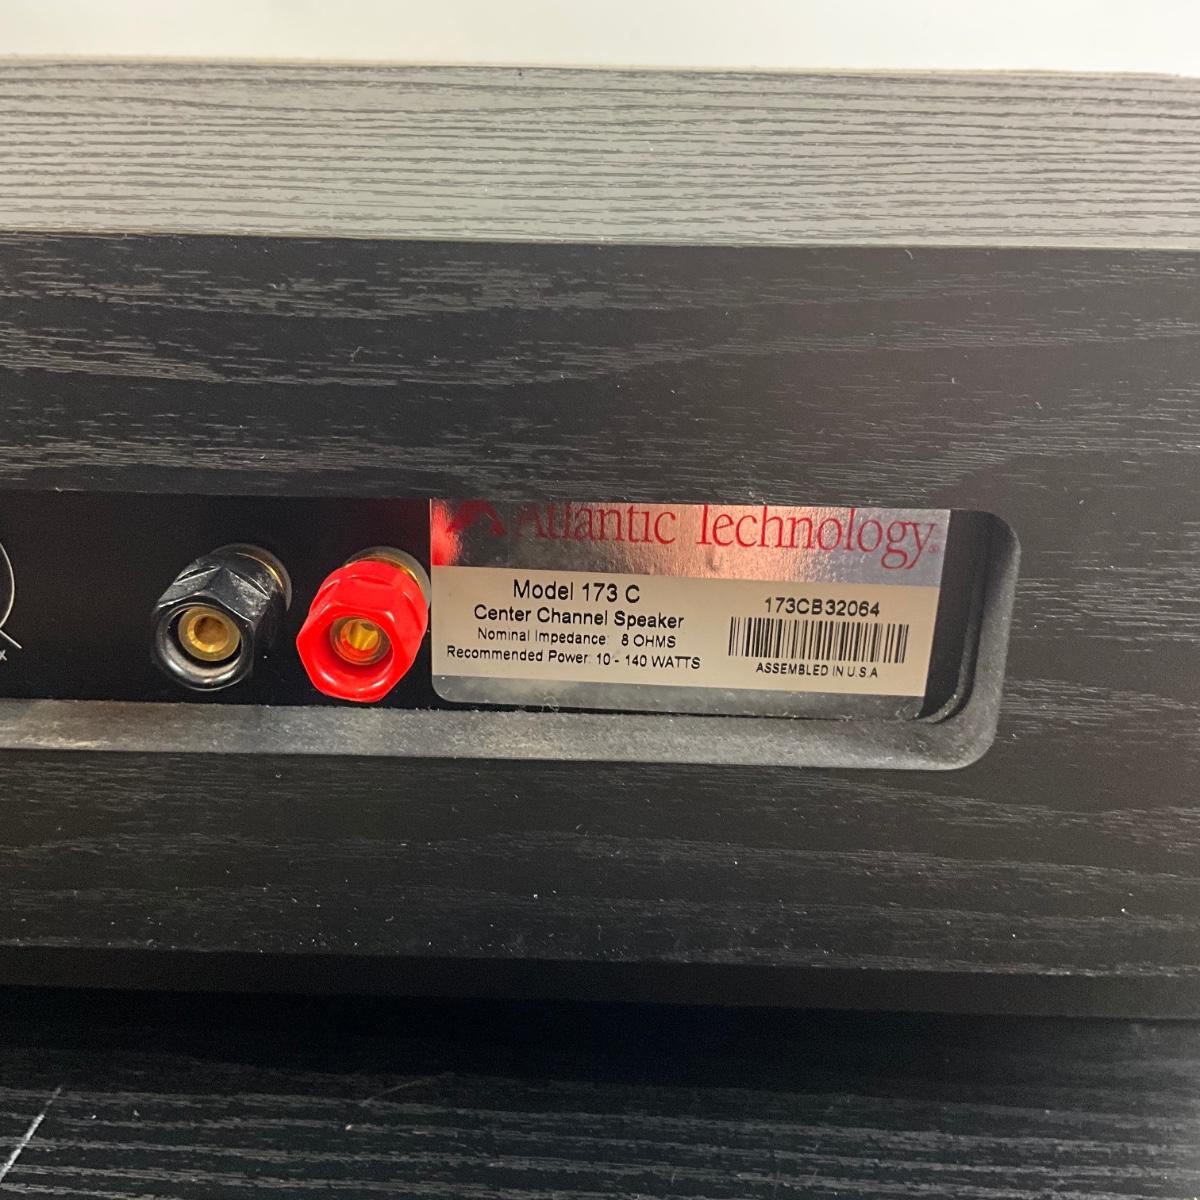 Atlantic Technology®
Model 173 C
Center Channel Speaker
Nominal Impedance: 8 OHMS
Recommended Power: 10 - 140 WATTS
173CB32064
ASSEMBLED IN U.S.A